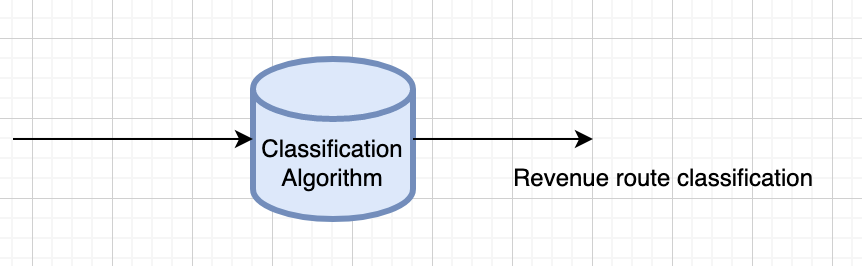 Classification
Algorithm
Revenue route classification